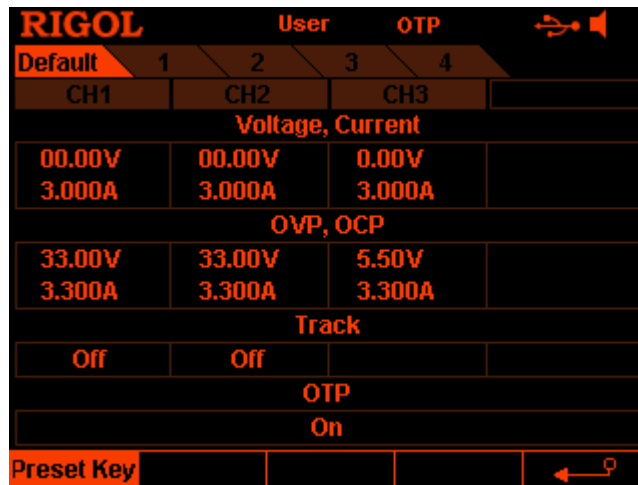 RIGOL User OTP
Default 1 2 3 4
CH1 CH2 CH3
Voltage, Current
00.00V 00.00V 0.00V
3.000A 3.000A 3.000A
OVP, OCP
33.00V 33.00V 5.50V
3.300A 3.300A 3.300A
Track
Off Off
OTP
On
Preset Key